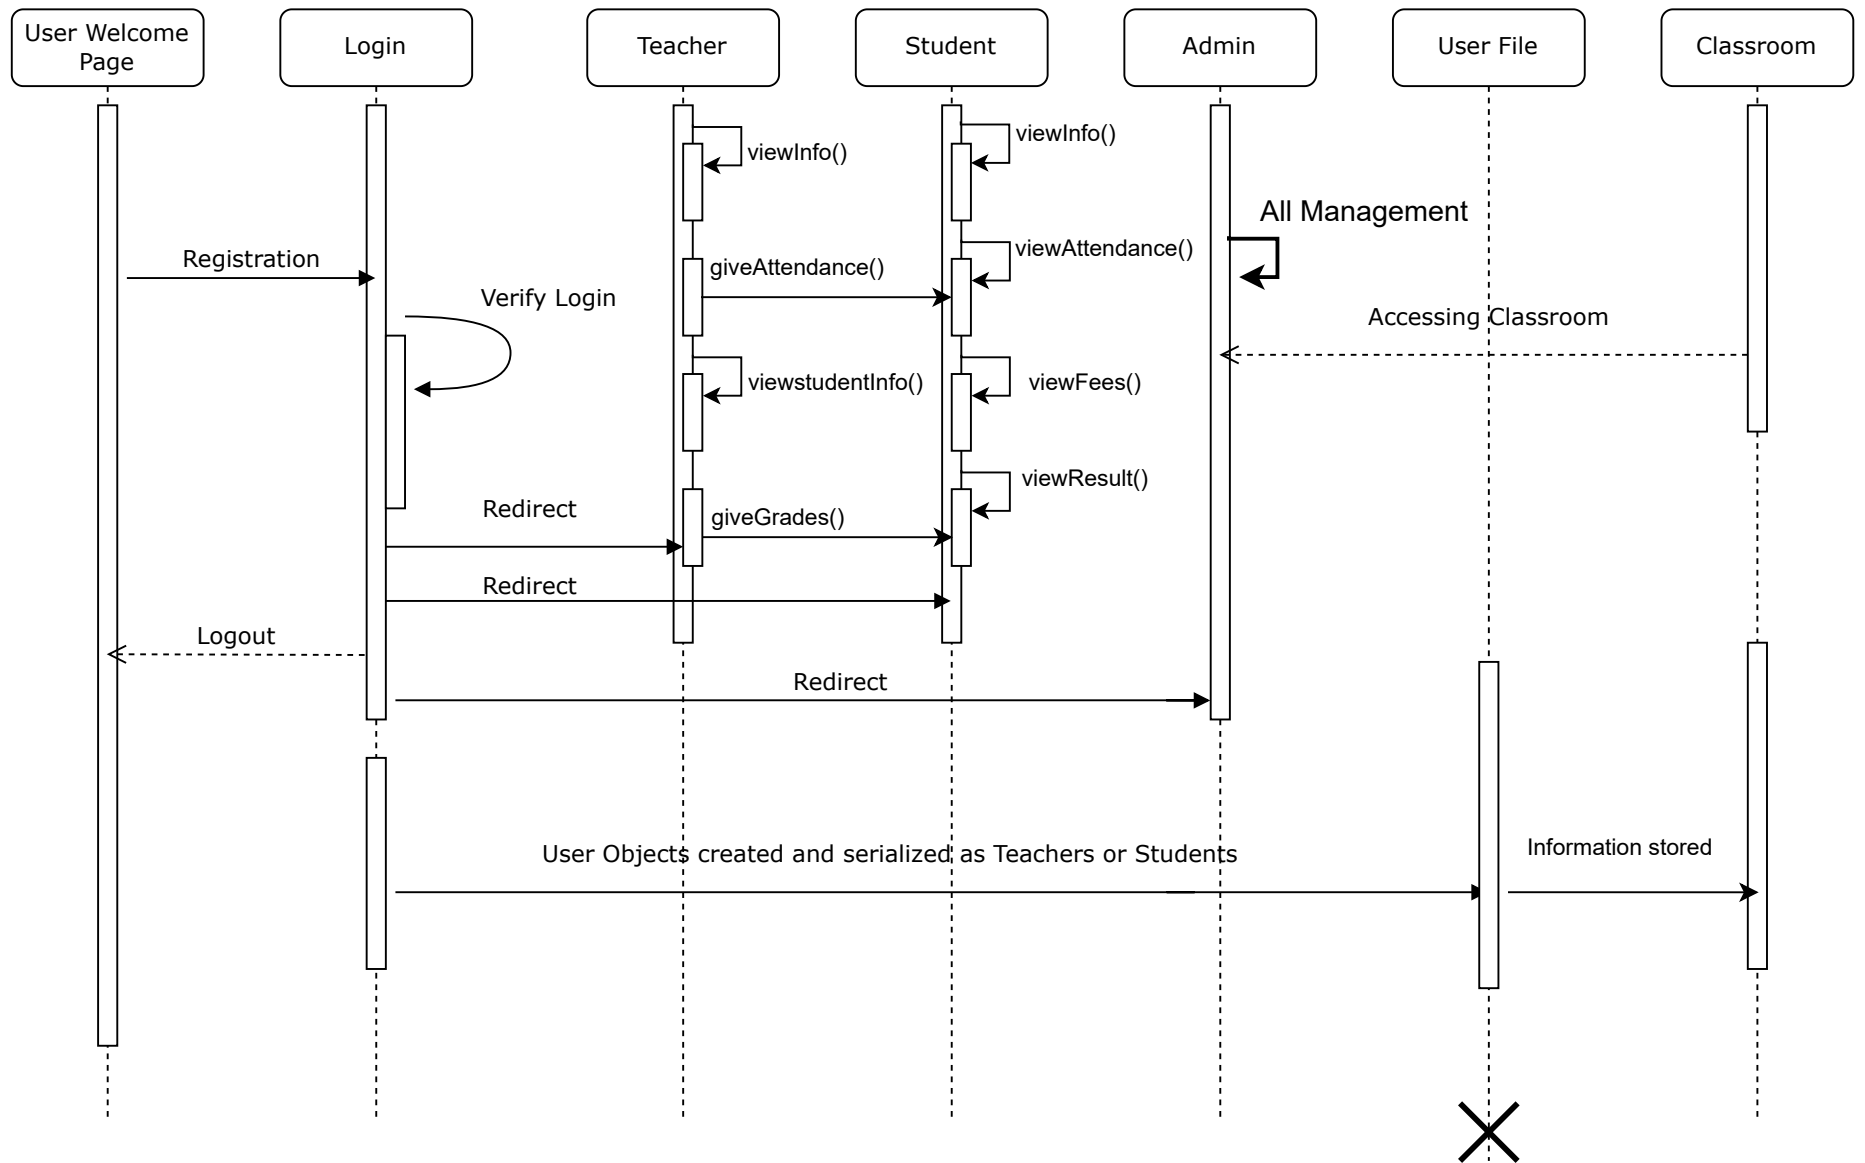 User Welcome
Page
Login
Teacher
Student
Admin
User File
Classroom
viewInfo()
viewInfo()
All Management
Registration
giveAttendance()
viewAttendance()
Verify Login
Accessing Classroom
viewstudentInfo()
viewFees()
viewResult()
Redirect
giveGrades()
Redirect
Logout
Redirect
User Objects created and serialized as Teachers or Students
Information stored